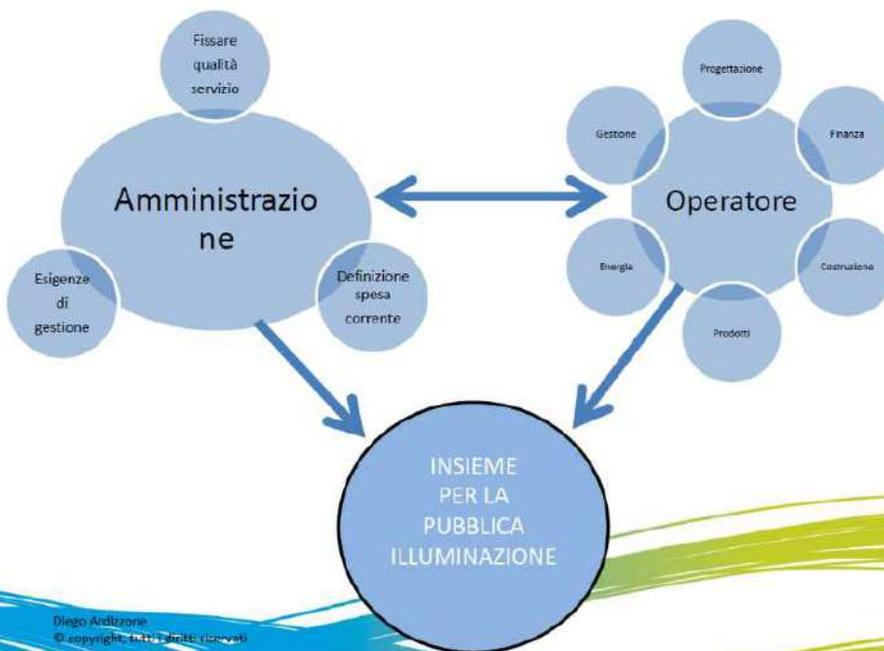 Fissare
qualità
servizio
Amministrazio
ne
Esigenze
di
gestione
Definizione
spesa
corrente
Progettazione
Gestione
Finanza
Operatore
Energia
Costruzione
Prodotti
INSIEME
PER LA
PUBBLICA
ILLUMINAZIONE
Diego Ardizzone
© copyright, tutti i diritti riservati